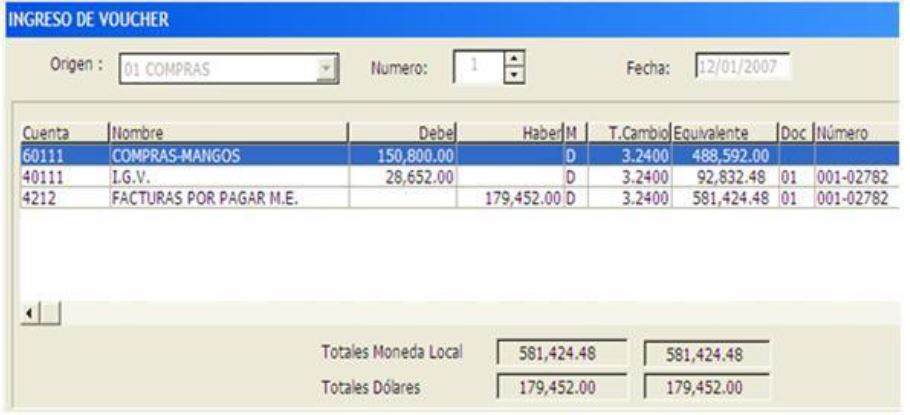 INGRESO DE VOUCHER
Origen : 01 COMPRAS Numero: 1 Fecha: 12/01/2007
Cuenta Nombre Debe Haber M T.Cambio Equivalente Doc Número
60111 COMPRAS-MANGOS 150,800.00 D 3.2400 488,592.00
40111 I.G.V. 28,652.00 D 3.2400 92,832.48 01 001-02782
4212 FACTURAS POR PAGAR M.E. 179,452.00 D 3.2400 581,424.48 01 001-02782
Totales Moneda Local 581,424.48 581,424.48
Totales Dólares 179,452.00 179,452.00